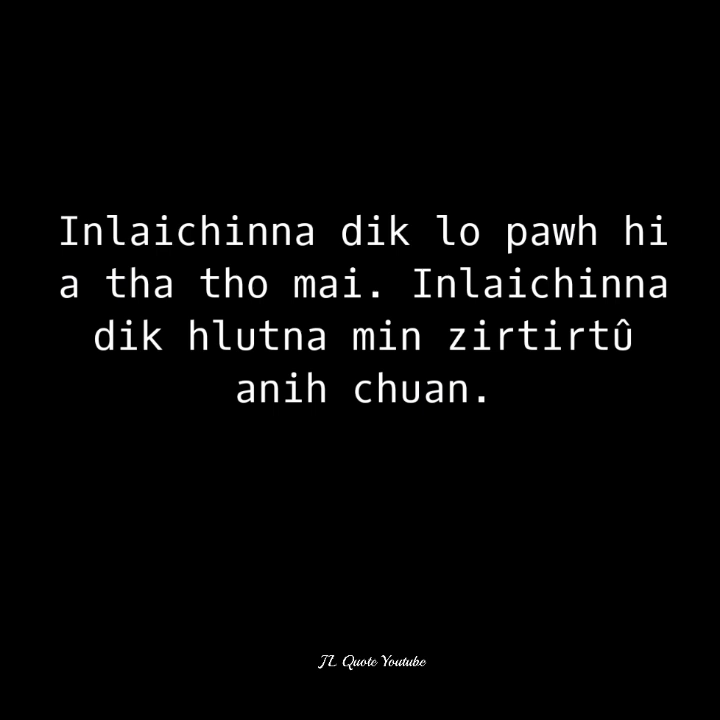 Inlaichinna dik lo pawh hi
a tha tho mai. Inlaichinna
dik hlutna min zirtirtû
anih chuan.
JL Quote Youtube